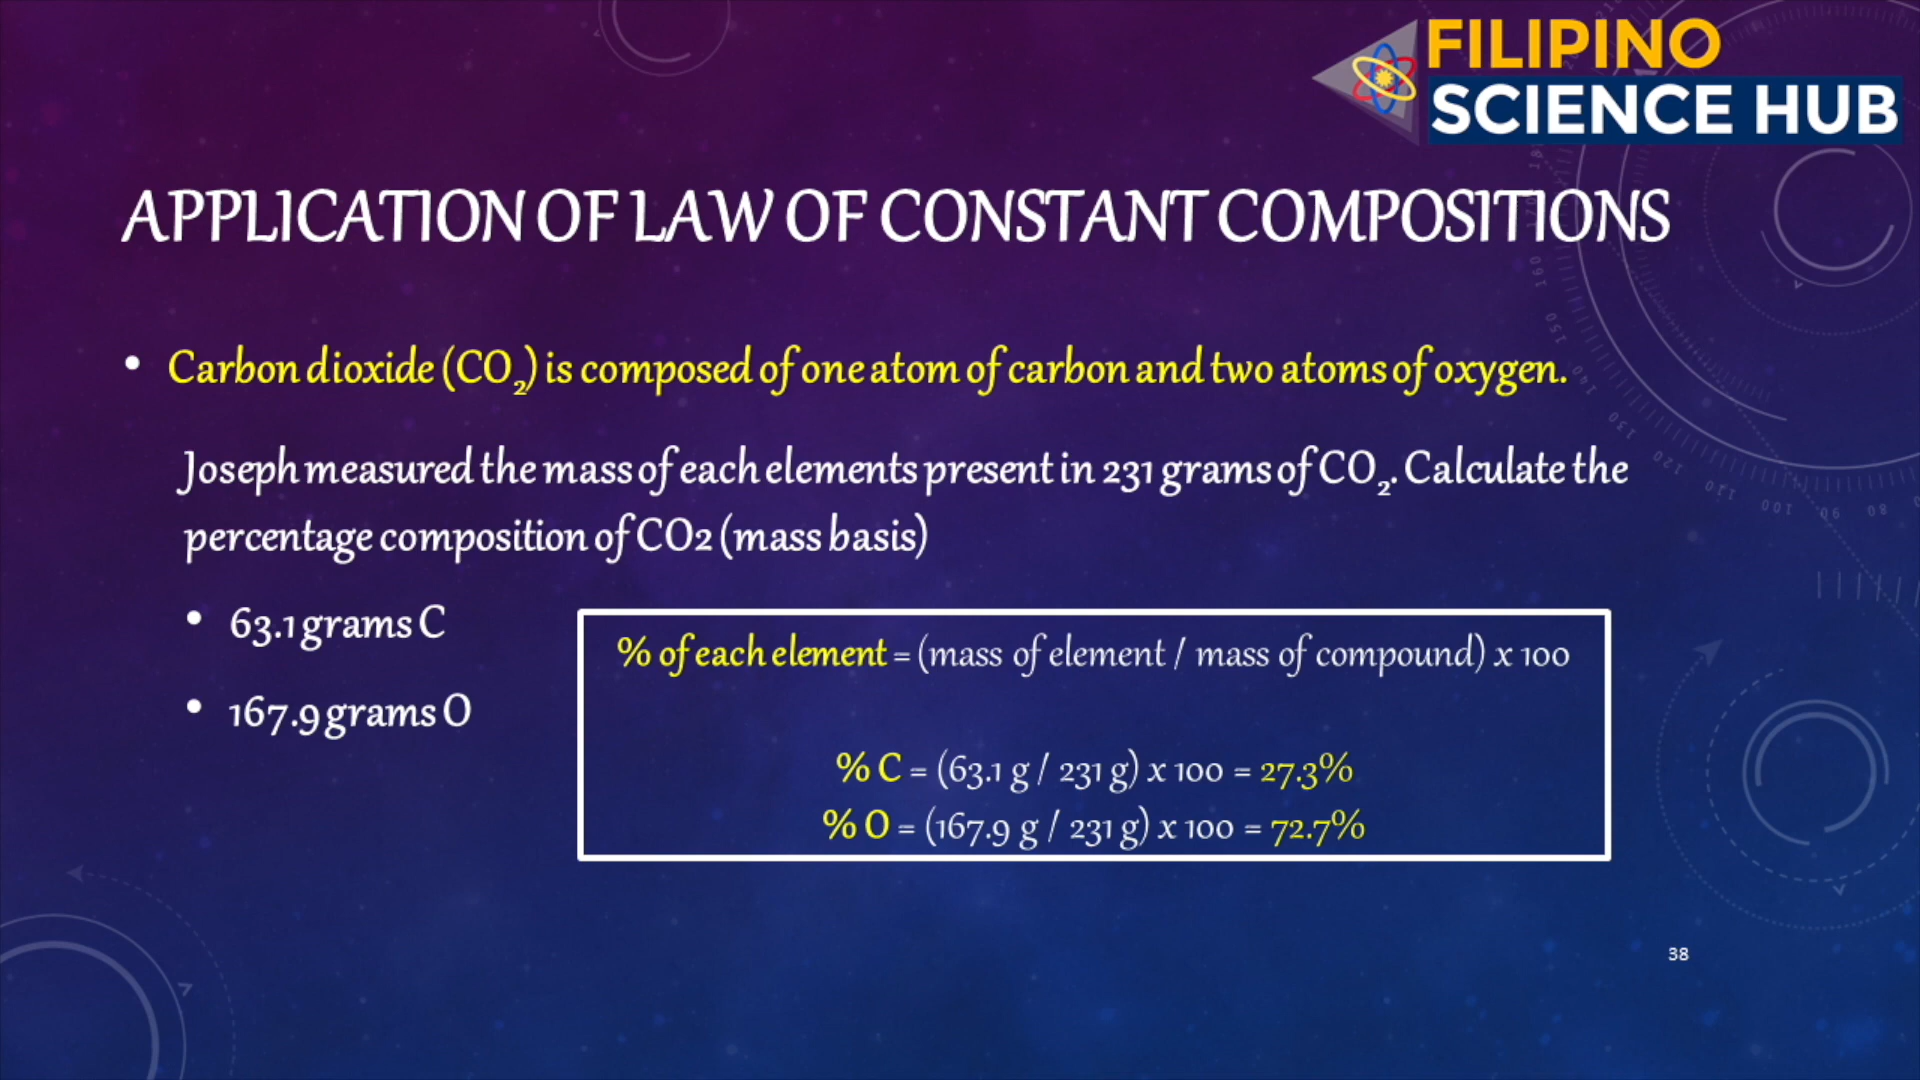 FILIPINO
SCIENCE HUB
APPLICATION OF LAW OF CONSTANT COMPOSITIONS
• Carbon dioxide (CO₂) is composed of one atom of carbon and two atoms of oxygen.
Joseph measured the mass of each elements present in 231 grams of CO₂. Calculate the
percentage composition of CO2 (mass basis)
• 63.1 grams C
• 167.9 grams O
% of each element = (mass of element / mass of compound) x 100
% C = (63.1 g / 231 g) x 100 = 27.3%
% O = (167.9 g / 231 g) x 100 = 72.7%
38